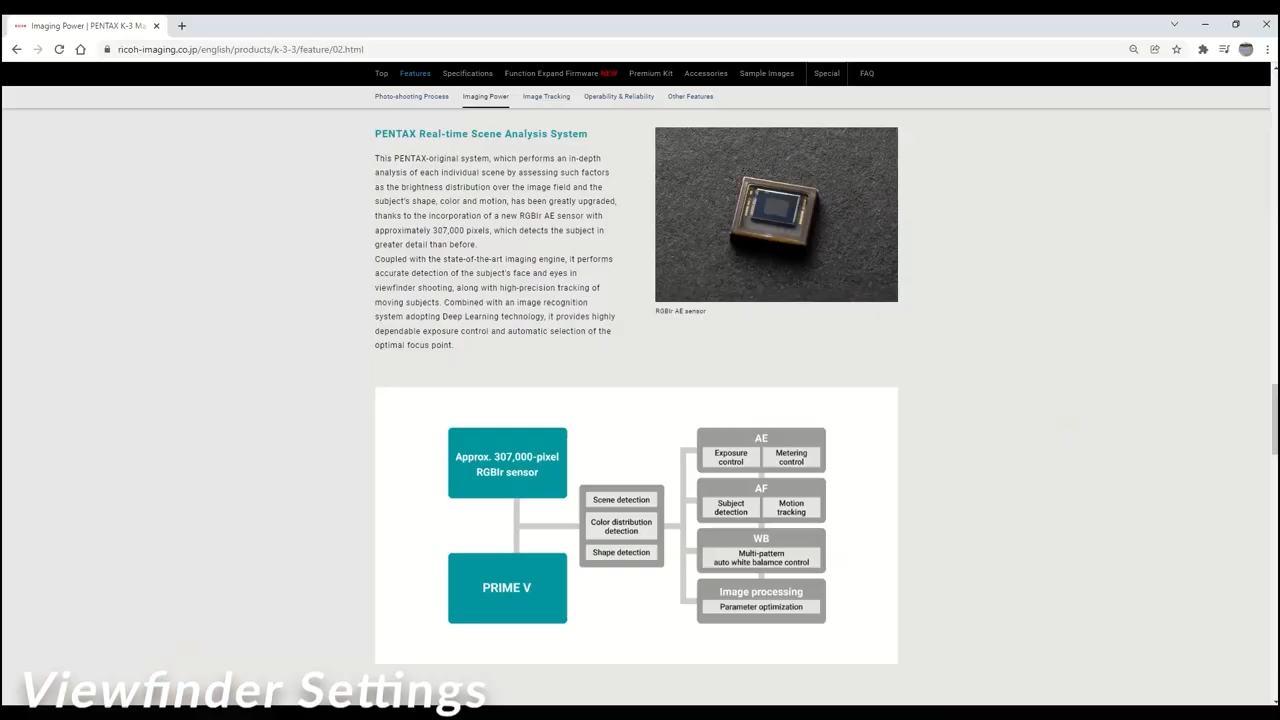 Imaging Power | PENTAX K-3 Ma
ricoh-imaging.co.jp/english/products/k-3-3/feature/02.html
Top Features Specifications Function Expand Firmware NEW Premium Kit Accessories Sample Images Special FAQ
Photo-shooting Process Imaging Power Image Tracking Operability & Reliability Other Features
PENTAX Real-time Scene Analysis System
This PENTAX-original system, which performs an in-depth
analysis of each individual scene by assessing such factors
as the brightness distribution over the image field and the
subject's shape, color and motion, has been greatly upgraded,
thanks to the incorporation of a new RGBIr AE sensor with
approximately 307,000 pixels, which detects the subject in
greater detail than before.
Coupled with the state-of-the-art imaging engine, it performs
accurate detection of the subject's face and eyes in
viewfinder shooting, along with high-precision tracking of
moving subjects. Combined with an image recognition
system adopting Deep Learning technology, it provides highly
dependable exposure control and automatic selection of the
optimal focus point.
RGBIr AE sensor
Approx. 307,000-pixel
RGBIr sensor
PRIME V
Scene detection
Color distribution
detection
Shape detection
AE
Exposure
control
Metering
control
AF
Subject
detection
Motion
tracking
WB
Multi-pattern
auto white balamce control
Image processing
Parameter optimization
Viewfinder Settings